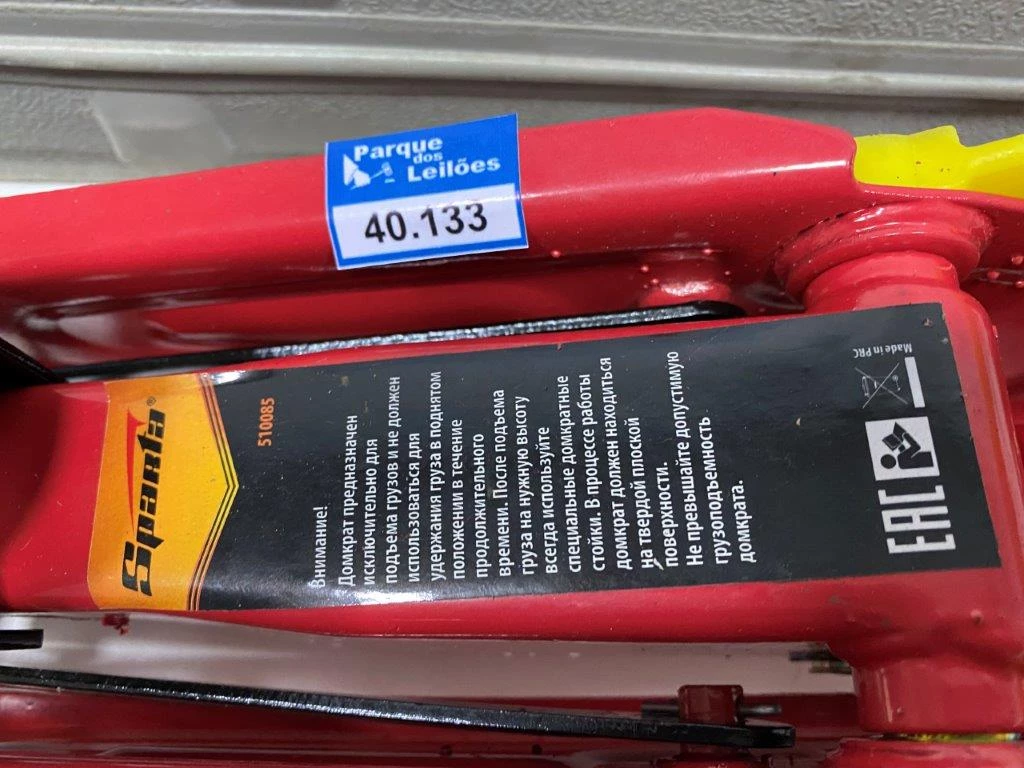 Parque
dos
Leilões
40.133
Sparta®
510085
Внимание!
Домкрат предназначен
исключительно для
подъема грузов и не должен
использоваться для
удержания груза в поднятом
положении в течение
продолжительного
времени. После подъема
груза на нужную высоту
всегда используйте
специальные домкратные
стойки. В процессе работы
домкрат должен находиться
на твердой плоской
поверхности.
Не превышайте допустимую
грузоподъемность
домкрата.
EAC
Made in PRC